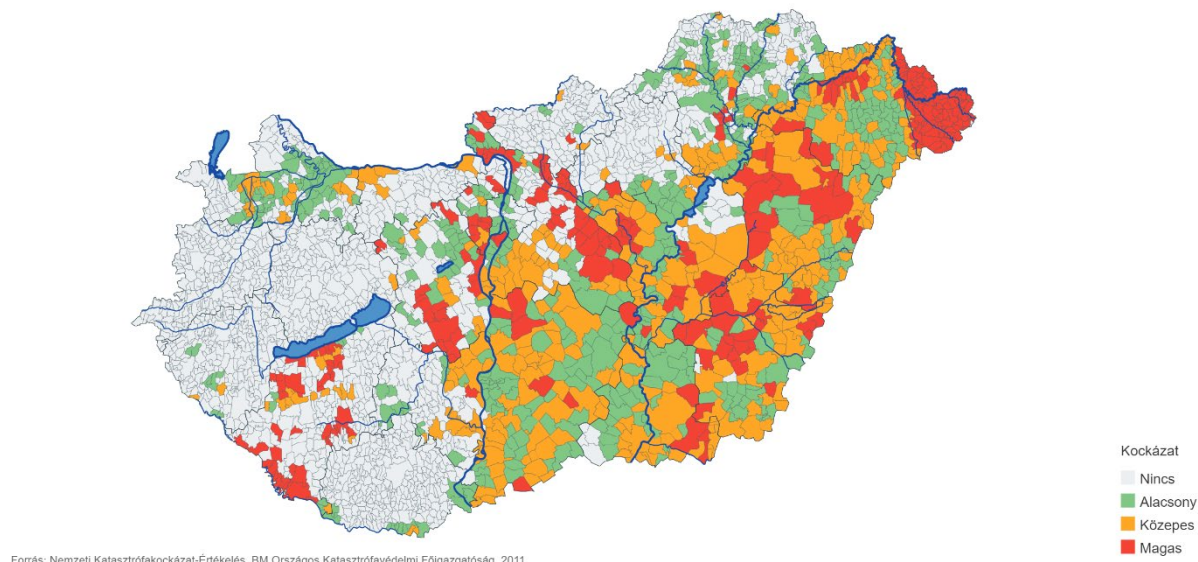 Kockázat
Nincs
Alacsony
Közepes
Magas
Forrás: Nemzeti Katasztrófakockázat-Értékelés, BM Országos Katasztrófavédelmi Főigazgatóság, 2011